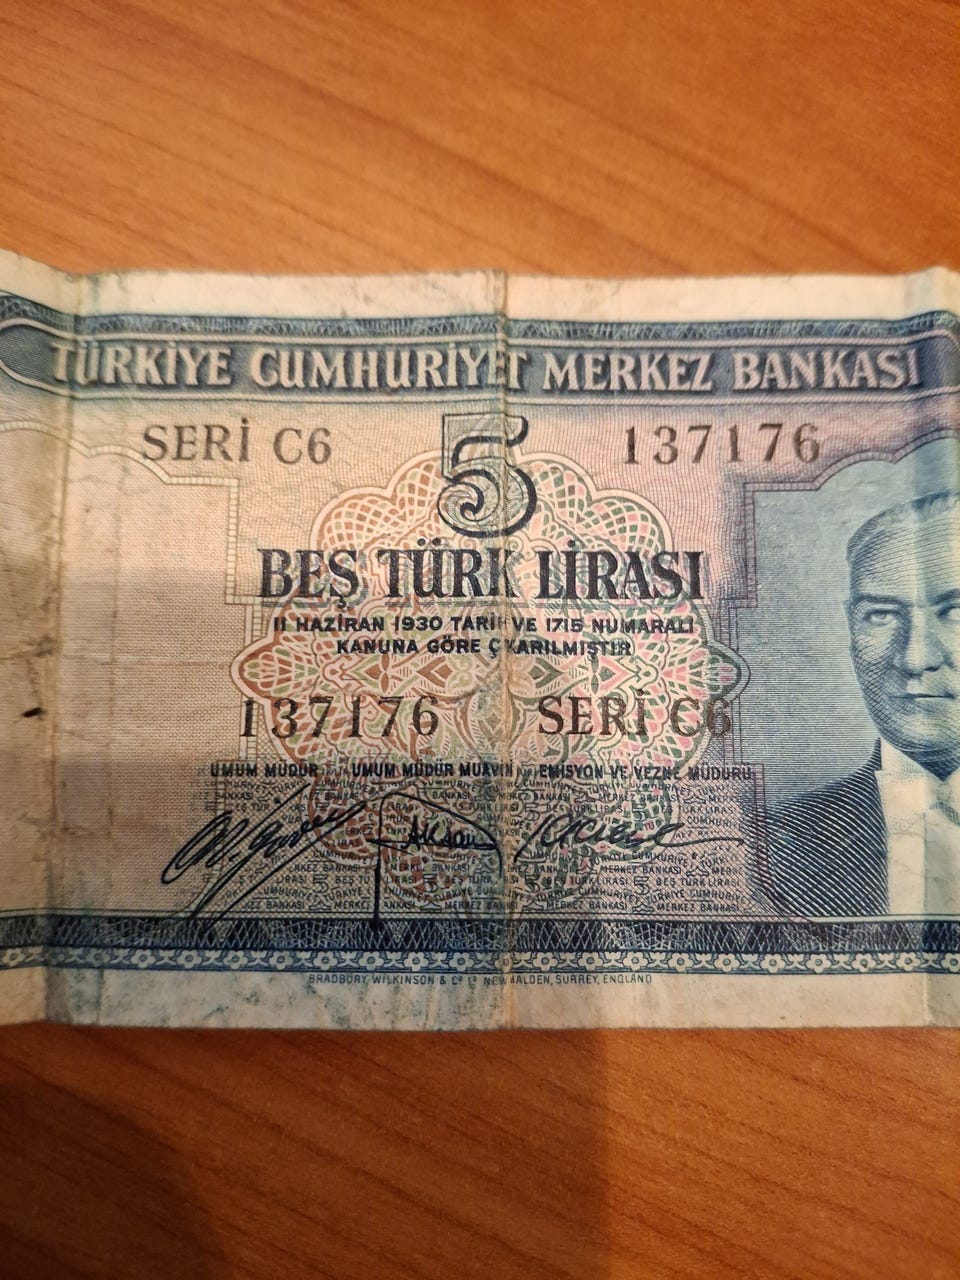 TÜRKİYE CUMHURİYET MERKEZ BANKASI
SERİ C6
5
137176
BEŞ TÜRK LİRASI
11 HAZİRAN 1930 TARİH VE 1715 NUMARALI
KANUNA GÖRE ÇIKARILMIŞTIR
137176
SERİ C6
UMUM MÜDÜR
UMUM MÜDÜR MUAVİNİ
EMİSYON VE VEZNE MÜDÜRÜ
BRADBURY, WILKINSON & Cº Lᴰ NEW MALDEN, SURREY, ENGLAND